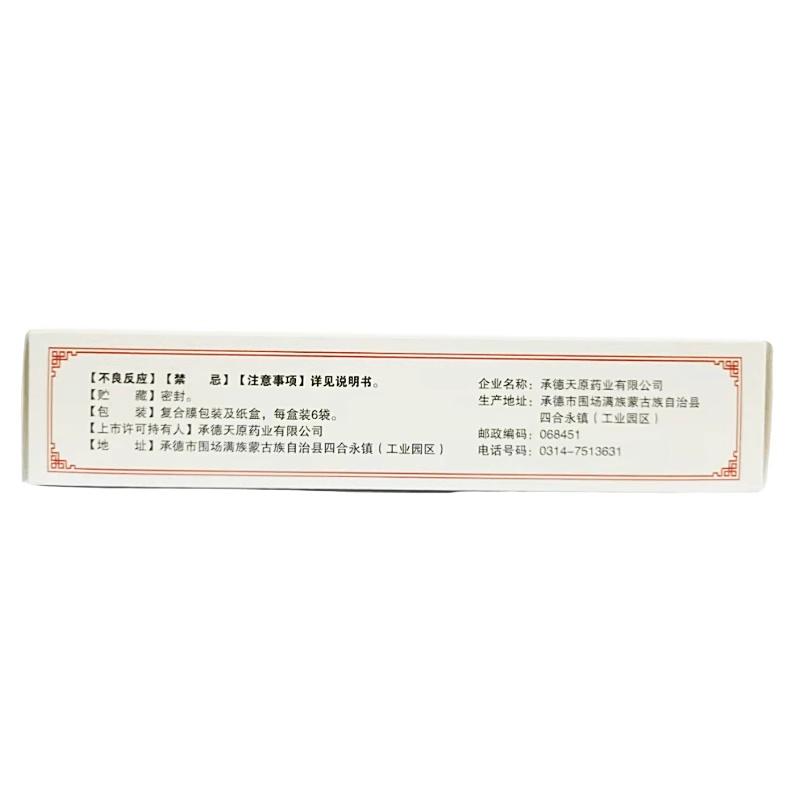 【不良反应】【禁　忌】【注意事项】详见说明书。
【贮　藏】密封。
【包　装】复合膜包装及纸盒，每盒装6袋。
【上市许可持有人】承德天原药业有限公司
【地　址】承德市围场满族蒙古族自治县四合永镇（工业园区）
企业名称：承德天原药业有限公司
生产地址：承德市围场满族蒙古族自治县
四合永镇（工业园区）
邮政编码：068451
电话号码：0314-7513631